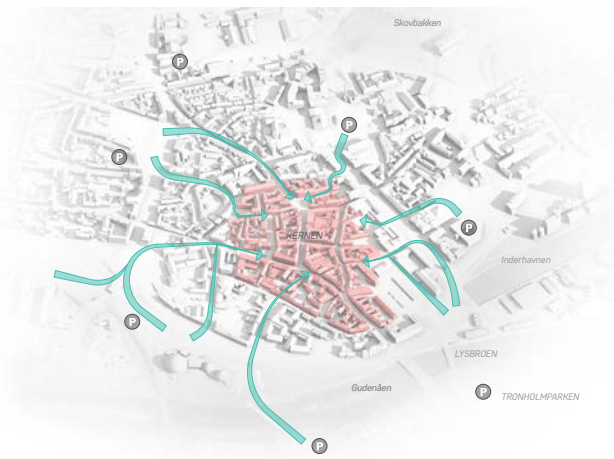 Skovbakken
P
P
P
P
KERNEN
Inderhavnen
P
LYSBROEN
Gudenåen
P
TRONHOLMPARKEN
P